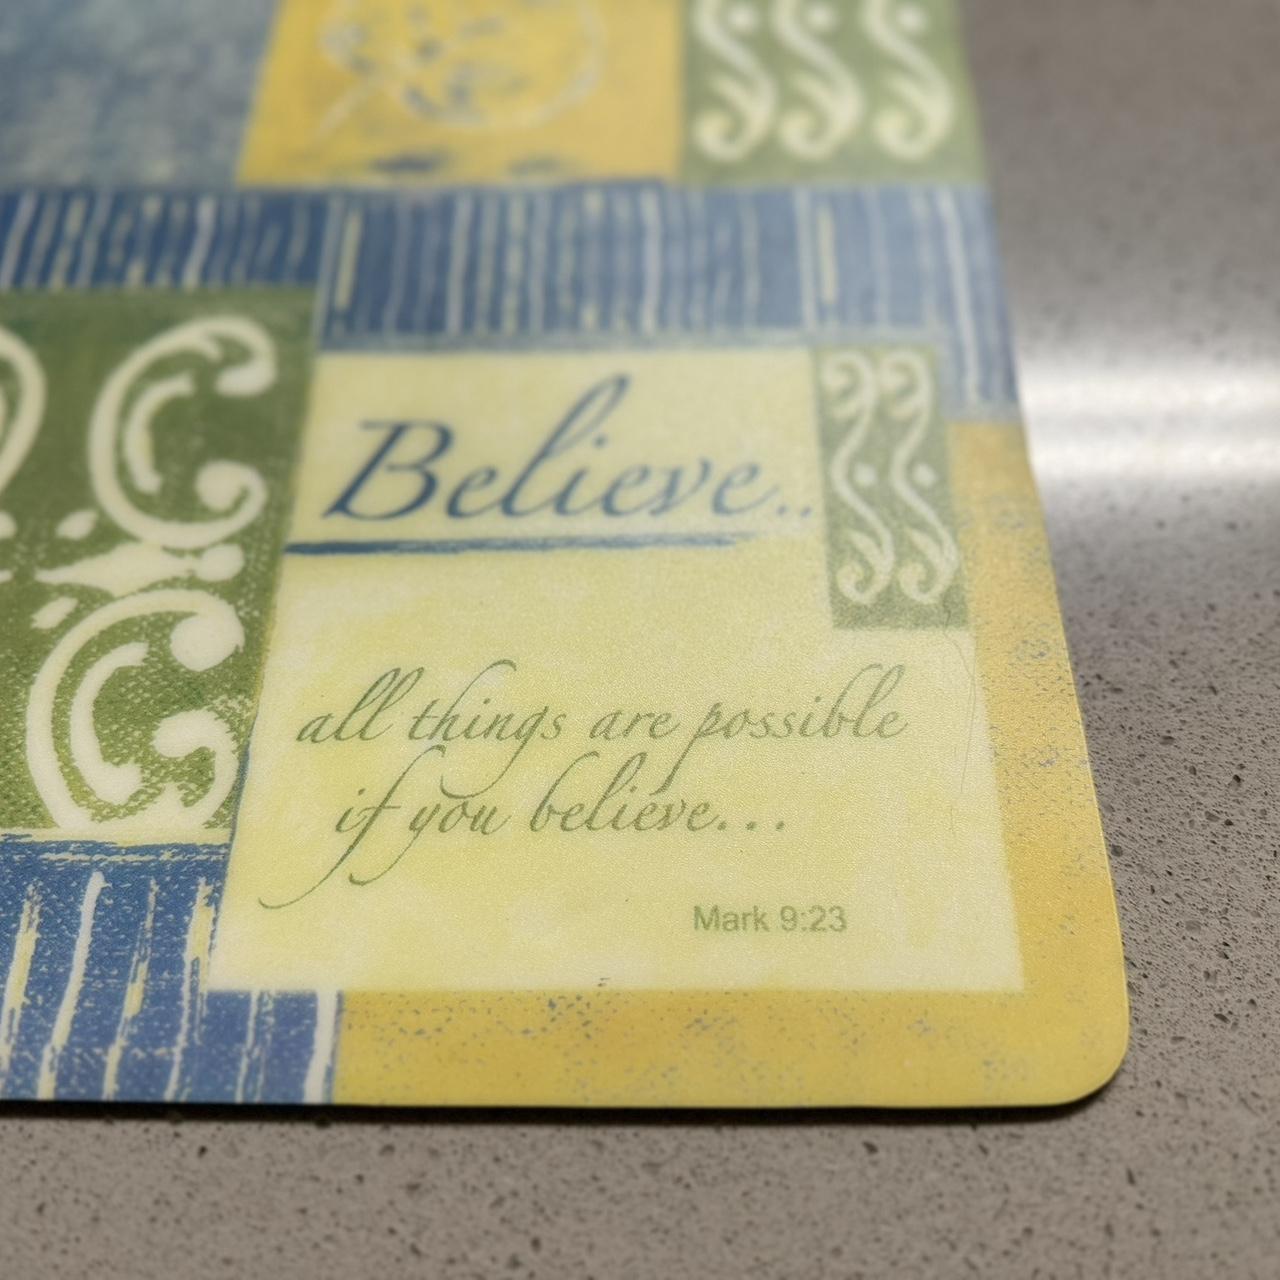 Believe..
all things are possible
if you believe...
Mark 9:23